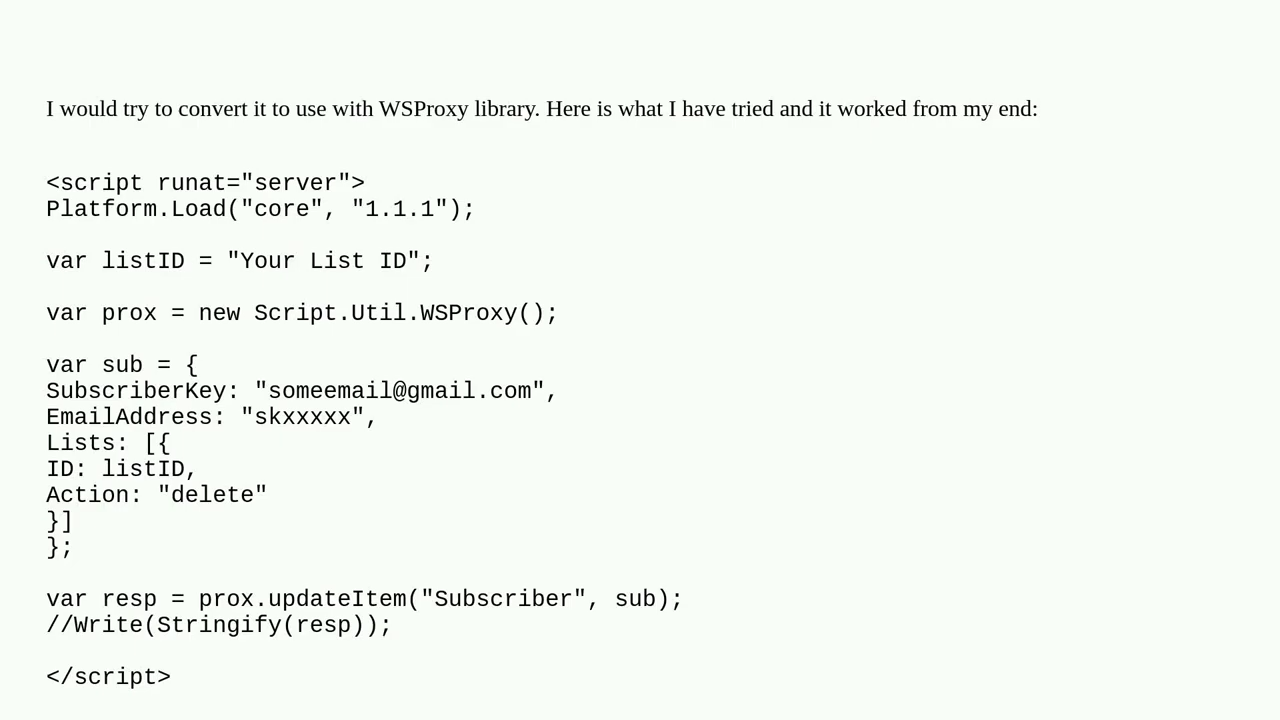 I would try to convert it to use with WSProxy library. Here is what I have tried and it worked from my end:
<script runat="server">
Platform.Load("core", "1.1.1");
var listID = "Your List ID";
var prox = new Script.Util.WSProxy();
var sub = {
SubscriberKey: "someemail@gmail.com",
EmailAddress: "skxxxxx",
Lists: [{
ID: listID,
Action: "delete"
}]
};
var resp = prox.updateItem("Subscriber", sub);
//Write(Stringify(resp));
</script>